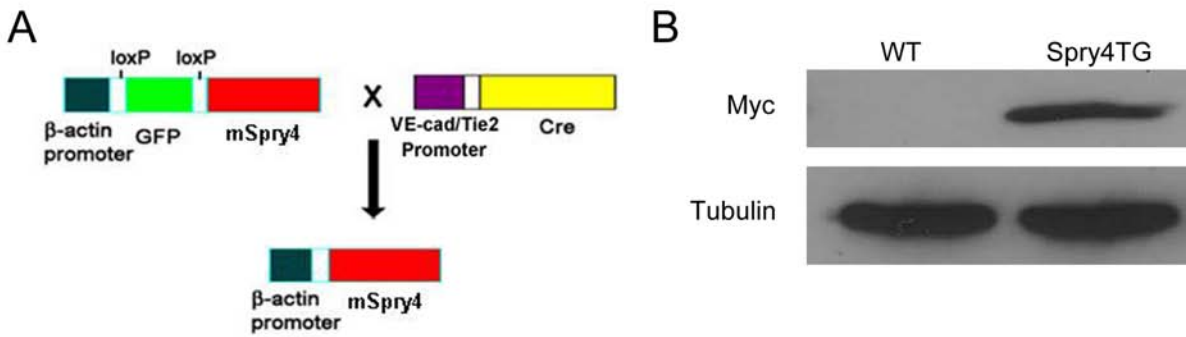 A
loxP loxP
β-actin
promoter
GFP
mSpry4
X
VE-cad/Tie2
Promoter
Cre
β-actin
promoter
mSpry4
B
WT Spry4TG
Myc
Tubulin